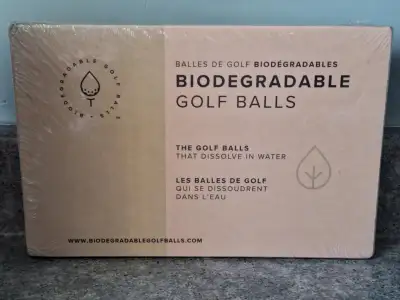 BIODEGRADABLE GOLF BALLS
BALLES DE GOLF BIODÉGRADABLES
BIODEGRADABLE
GOLF BALLS
THE GOLF BALLS
THAT DISSOLVE IN WATER
LES BALLES DE GOLF
QUI SE DISSOUDRENT
DANS L'EAU
WWW.BIODEGRADABLEGOLFBALLS.COM